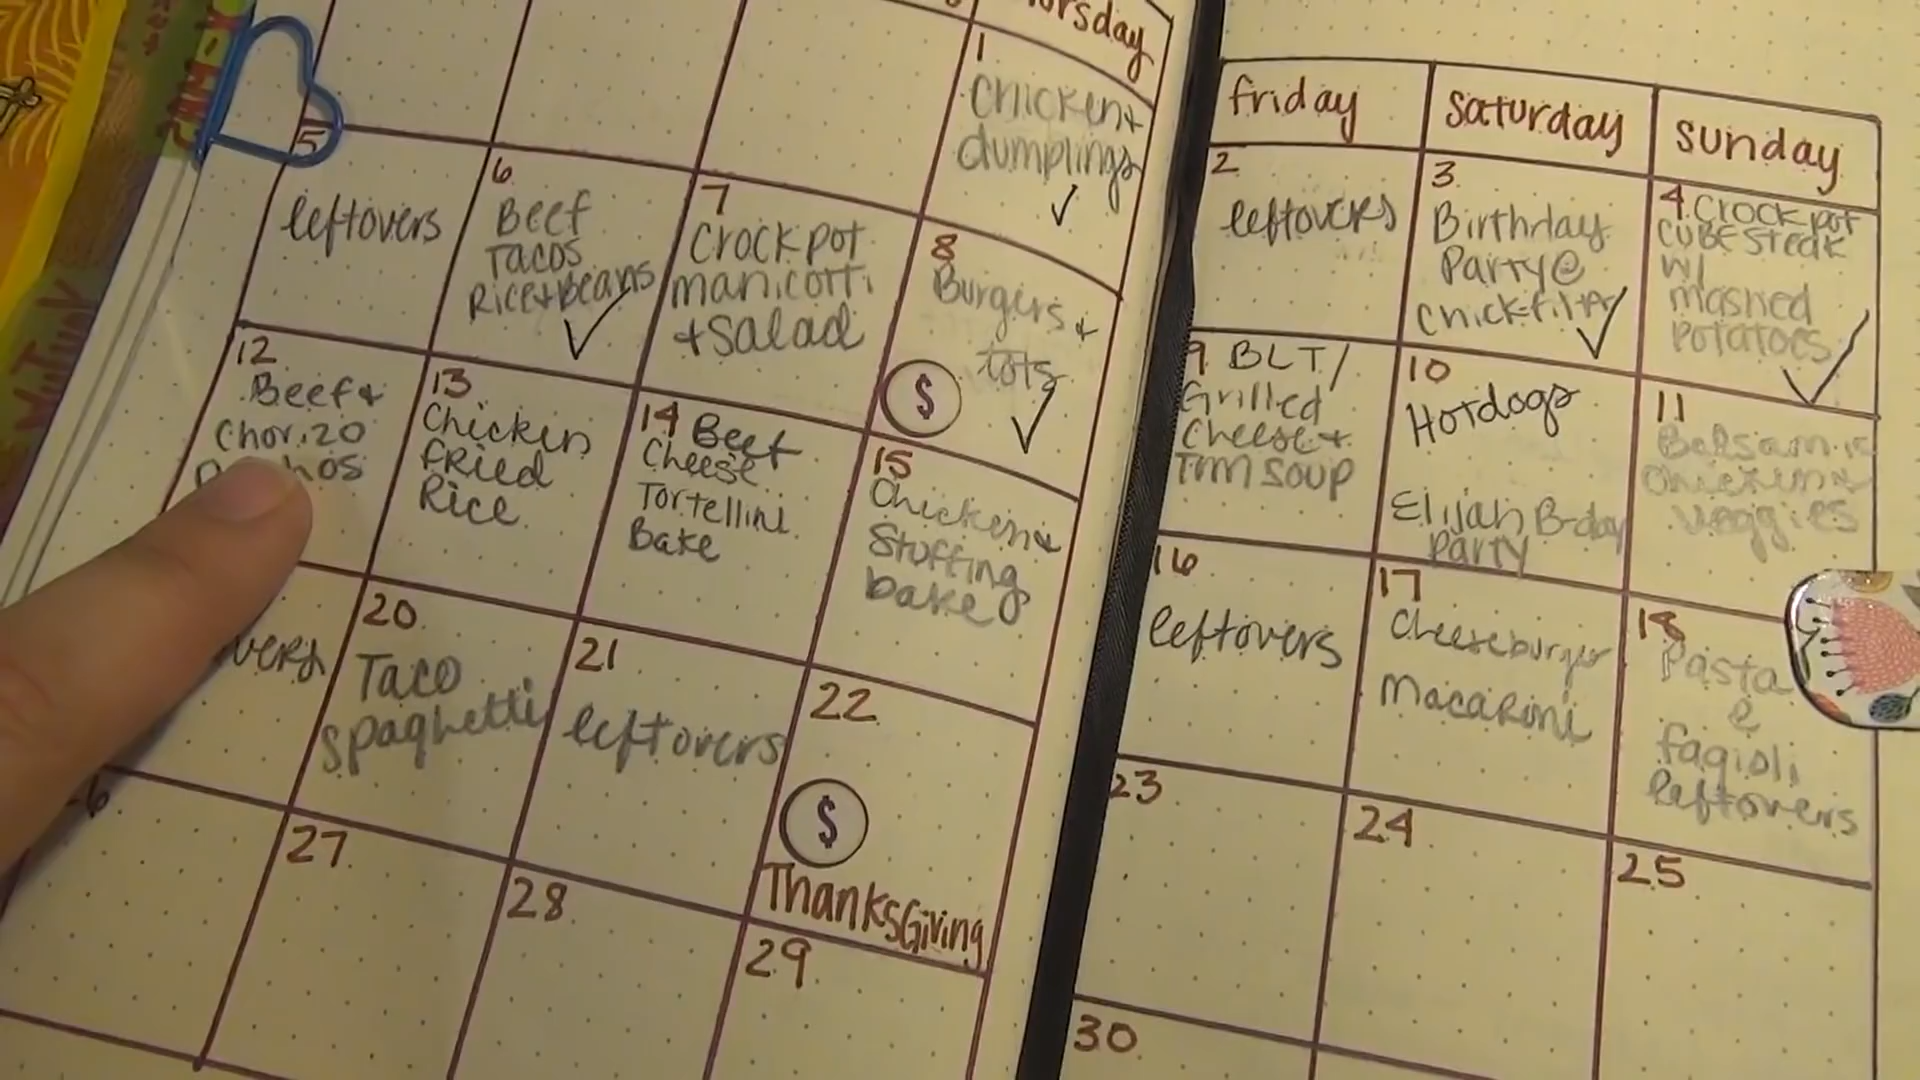 1
Chicken+
dumplings
5
leftovers
6
Beef
Tacos
Rice+Beans
7
Crockpot
manicotti
+ Salad
8
Burgers +
tots
$
12
Beef+
Chorizo
13
Chicken
fried
Rice
14 Beef
Cheese
Tortellini
Bake
15
Chicken+
Stuffing
bake
20
Taco
Spaghetti
21
leftovers
22
$
ThanksGiving
27
28
29
friday
saturday
sunday
2
leftovers
3
Birthday
Party@
Chickfila
4 Crockpot
cube steak
w/
mashed
potatoes
9 BLT/
Grilled
Cheese+
Tom Soup
10
Hotdogs
Elijah B-day
Party
11
Balsamic
Chicken+
veggies
16
leftovers
17
Cheeseburger
Macaroni
18
Pasta
e
fagioli
leftovers
23
24
25
30